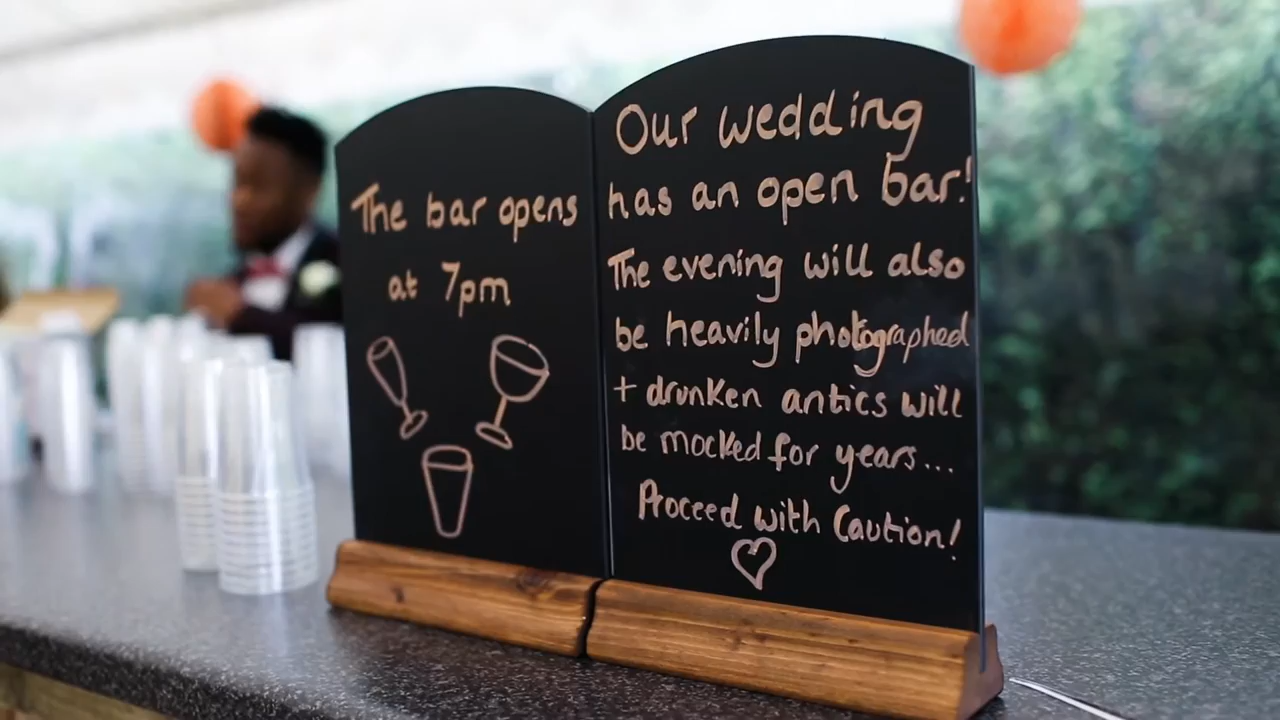 The bar opens
at 7pm
Our wedding
has an open bar!
The evening will also
be heavily photographed
+ drunken antics will
be mocked for years...
Proceed with Caution!